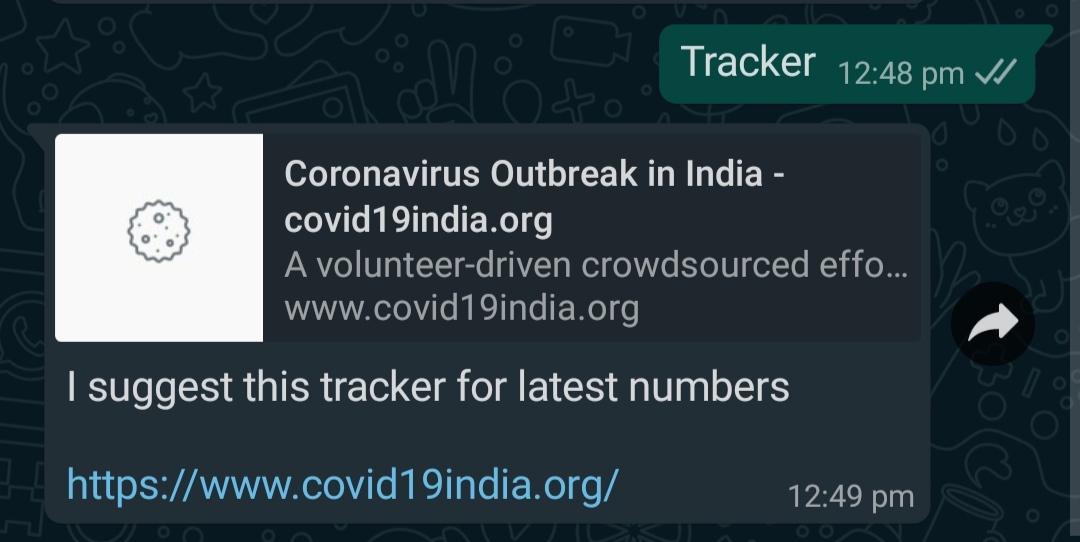 Tracker 12:48 pm
Coronavirus Outbreak in India -
covid19india.org
A volunteer-driven crowdsourced effo...
www.covid19india.org
I suggest this tracker for latest numbers
https://www.covid19india.org/
12:49 pm